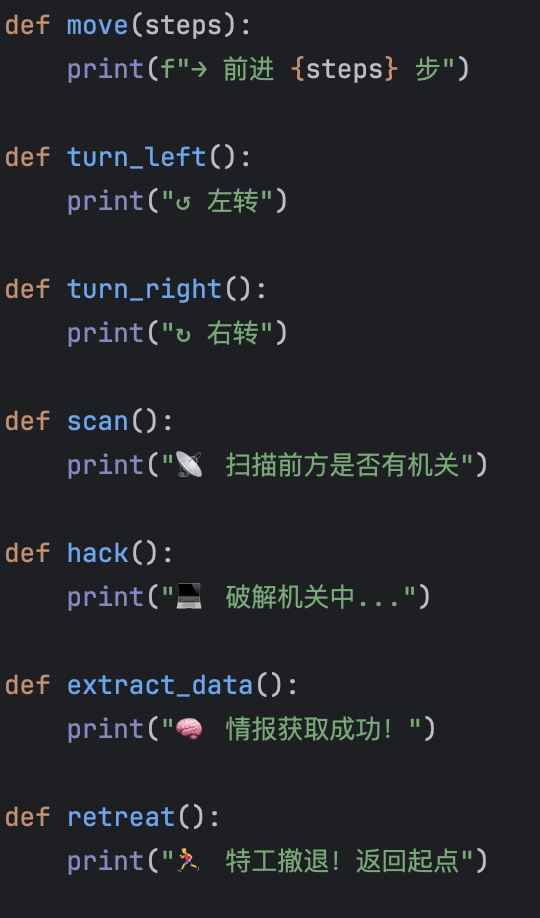 def move(steps):
    print(f"→ 前进 {steps} 步")
def turn_left():
    print("↺ 左转")
def turn_right():
    print("↻ 右转")
def scan():
    print("📡 扫描前方是否有机关")
def hack():
    print("💻 破解机关中...")
def extract_data():
    print("🧠 情报获取成功！")
def retreat():
    print("🏃 特工撤退！返回起点")